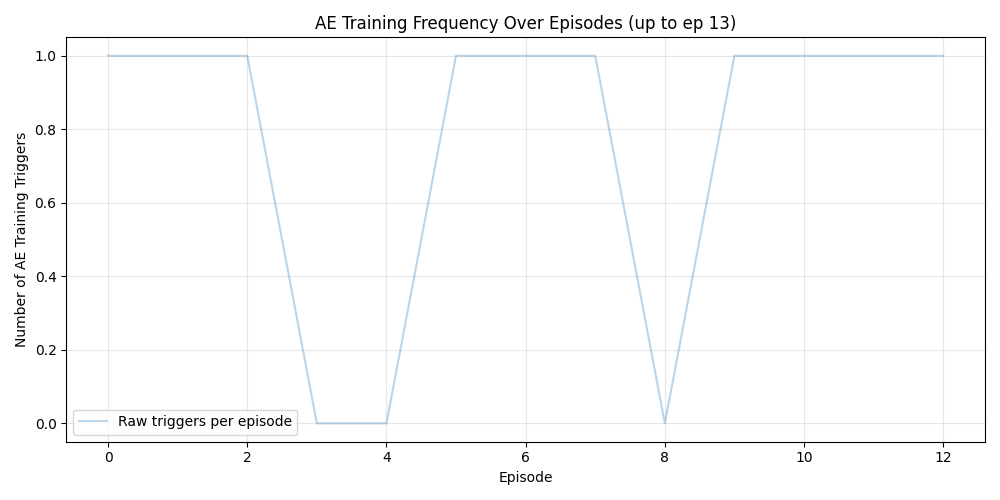 AE Training Frequency Over Episodes (up to ep 13)
Number of AE Training Triggers
1.0
0.8
0.6
0.4
0.2
0.0
Raw triggers per episode
0 2 4 6 8 10 12
Episode